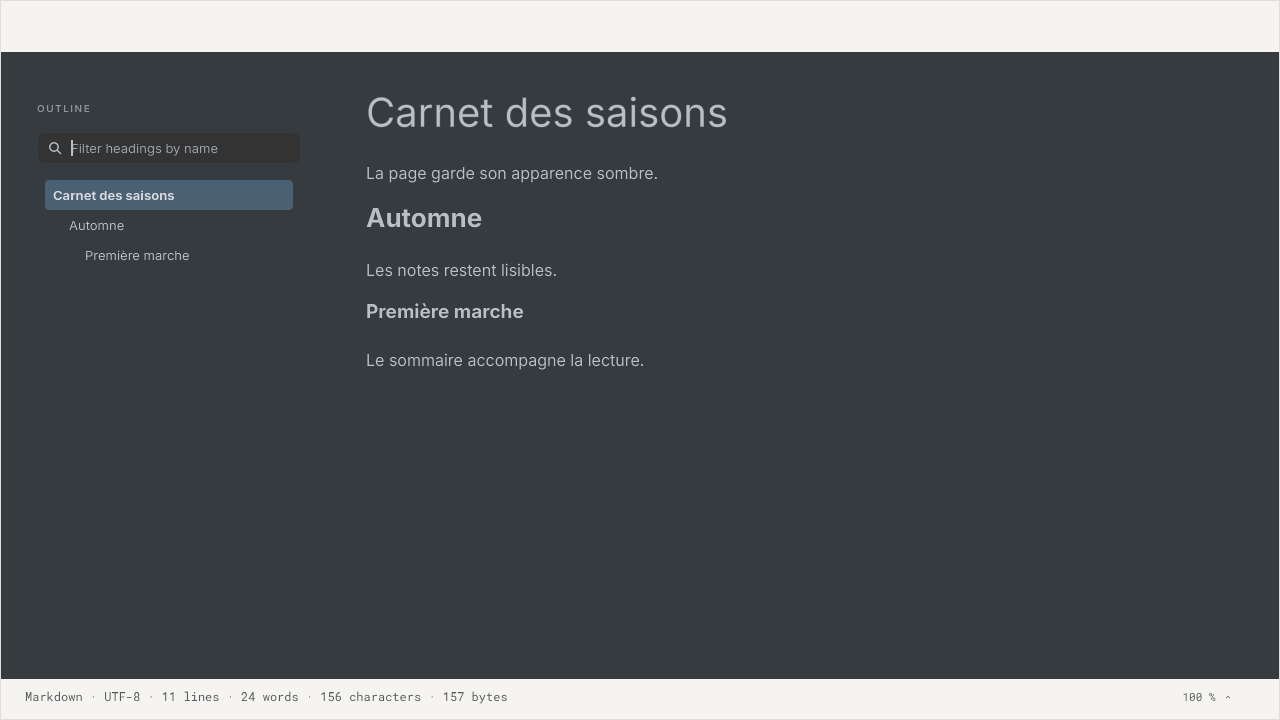 OUTLINE
Filter headings by name
Carnet des saisons
Automne
Première marche
Carnet des saisons
La page garde son apparence sombre.
Automne
Les notes restent lisibles.
Première marche
Le sommaire accompagne la lecture.
Markdown · UTF-8 · 11 lines · 24 words · 156 characters · 157 bytes
100 %